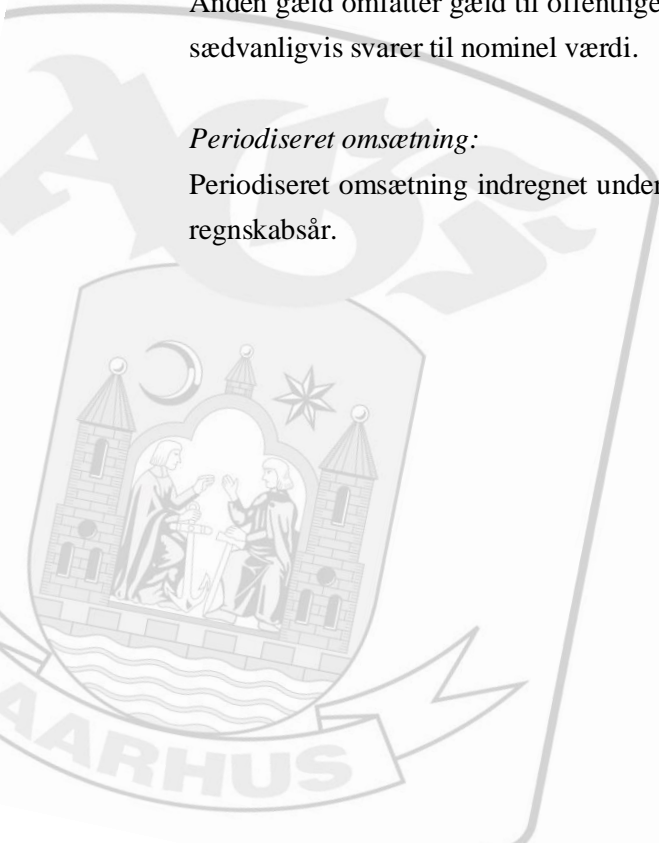 Anden gæld omfatter gæld til offentlige
sædvanligvis svarer til nominel værdi.
Periodiseret omsætning:
Periodiseret omsætning indregnet under
regnskabsår.
AGF
AARHUS